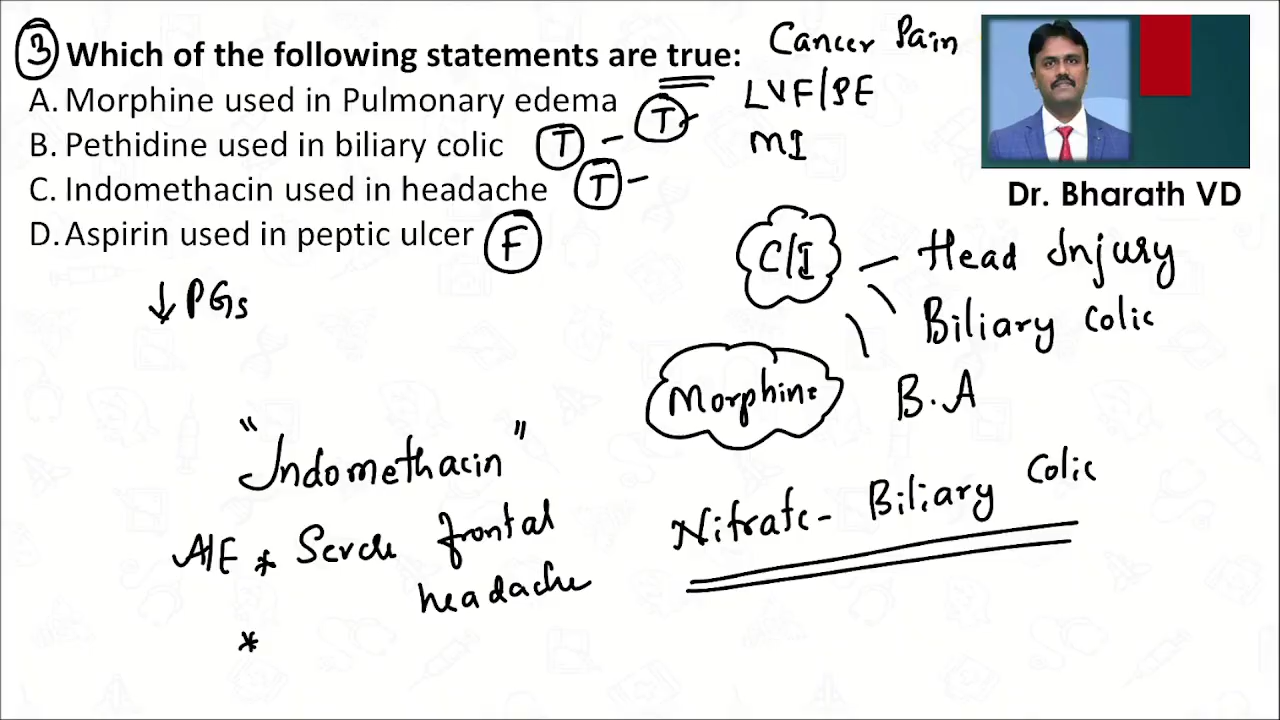 3 Which of the following statements are true:
A. Morphine used in Pulmonary edema T
B. Pethidine used in biliary colic T
C. Indomethacin used in headache T
D. Aspirin used in peptic ulcer F
Cancer Pain
LVF/PE
MI
Dr. Bharath VD
↓ PGs
C/I
Head Injury
Biliary Colic
B.A
Morphine
"Indomethacin"
A/E * Severe frontal
headache
*
Nitrate - Biliary Colic